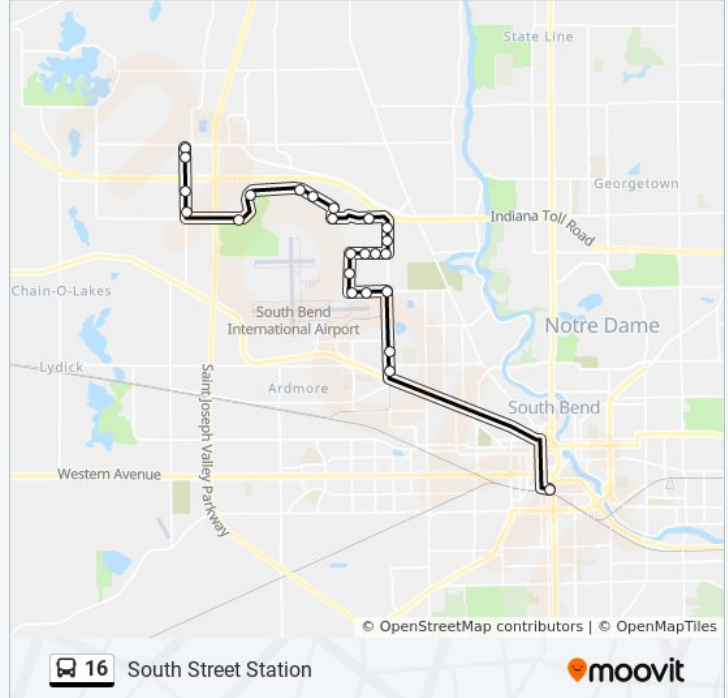 State Line
Georgetown
Indiana Toll
Road
Chain-O-Lakes
South Bend
International Airport
Notre Dame
Lydick
Saint Joseph Valley Parkway
Ardmore
South Bend
Western Avenue
© OpenStreetMap contributors | © OpenMapTiles
16 South Street Station
moovit